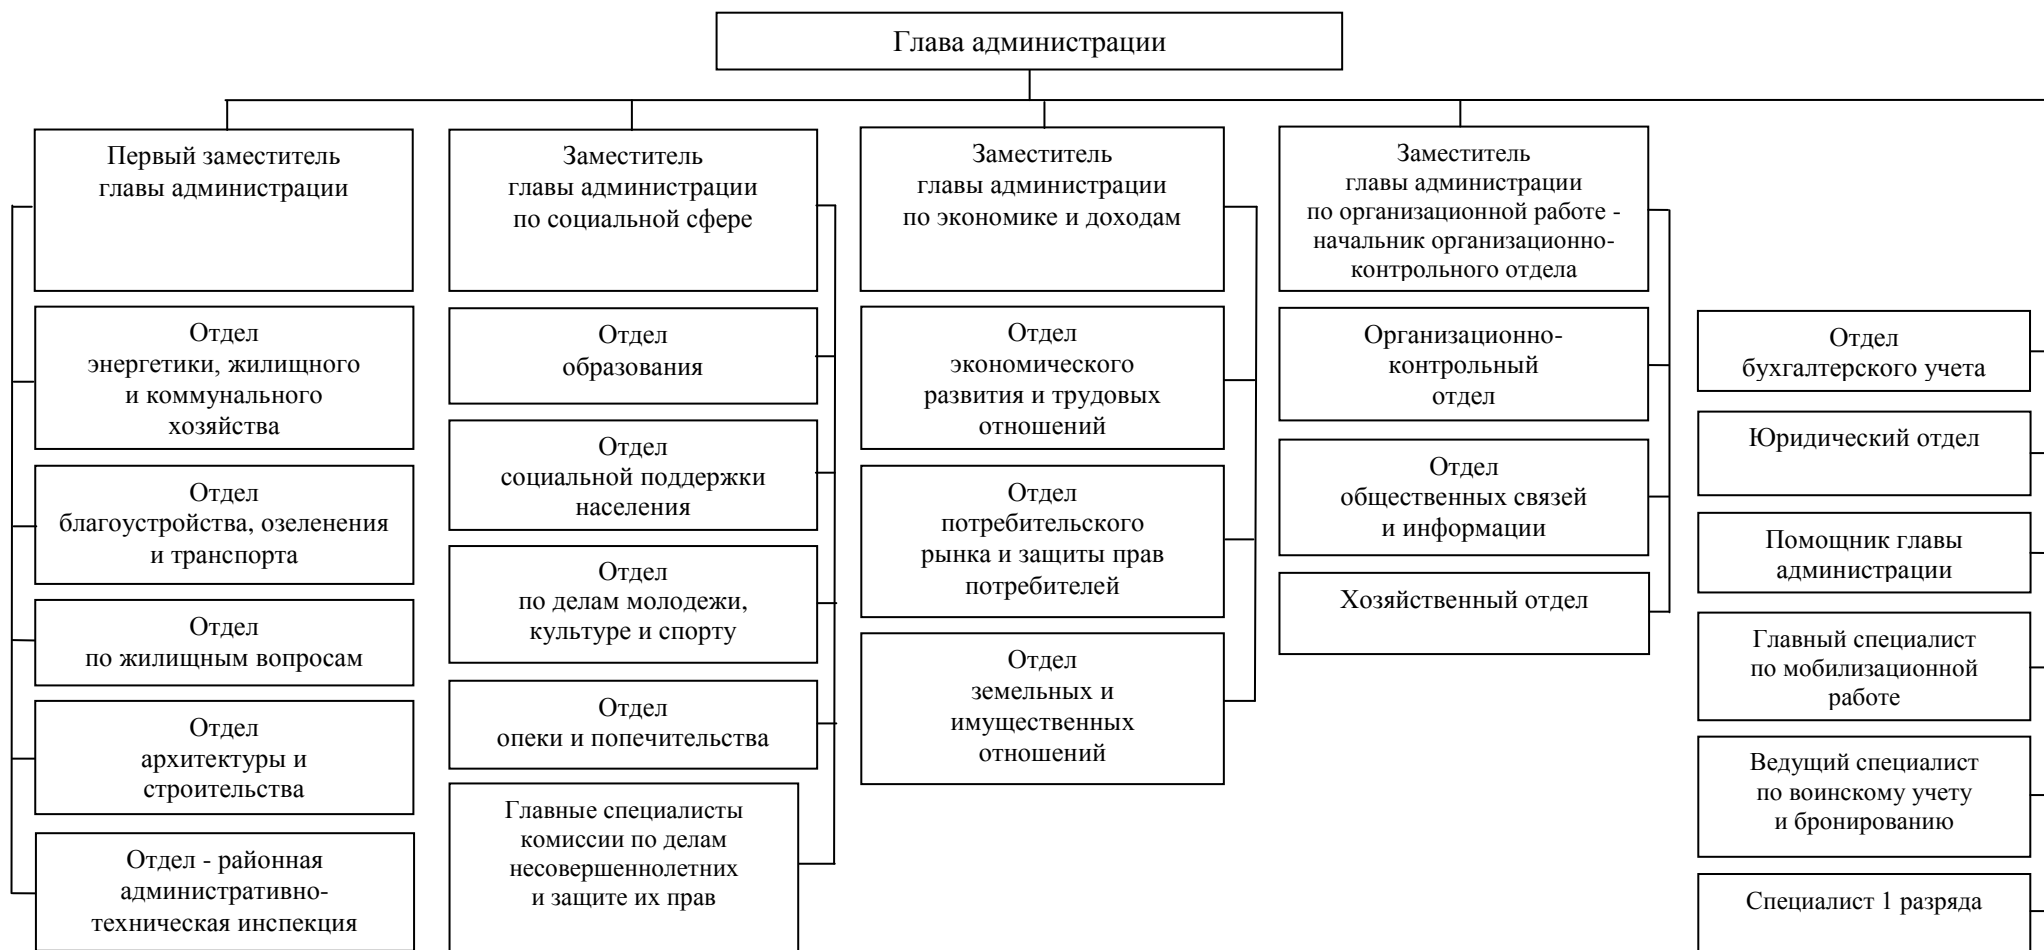 Глава администрации
Первый заместитель
главы администрации
Отдел
энергетики, жилищного
и коммунального
хозяйства
Отдел
благоустройства, озеленения
и транспорта
Отдел
по жилищным вопросам
Отдел
архитектуры и
строительства
Отдел - районная
административно-
техническая инспекция
Заместитель
главы администрации
по социальной сфере
Отдел
образования
Отдел
социальной поддержки
населения
Отдел
по делам молодежи,
культуре и спорту
Отдел
опеки и попечительства
Главные специалисты
комиссии по делам
несовершеннолетних
и защите их прав
Заместитель
главы администрации
по экономике и доходам
Отдел
экономического
развития и трудовых
отношений
Отдел
потребительского
рынка и защиты прав
потребителей
Отдел
земельных и
имущественных
отношений
Заместитель
главы администрации
по организационной работе -
начальник организационно-
контрольного отдела
Организационно-
контрольный
отдел
Отдел
общественных связей
и информации
Хозяйственный отдел
Отдел
бухгалтерского учета
Юридический отдел
Помощник главы
администрации
Главный специалист
по мобилизационной
работе
Ведущий специалист
по воинскому учету
и бронированию
Специалист 1 разряда